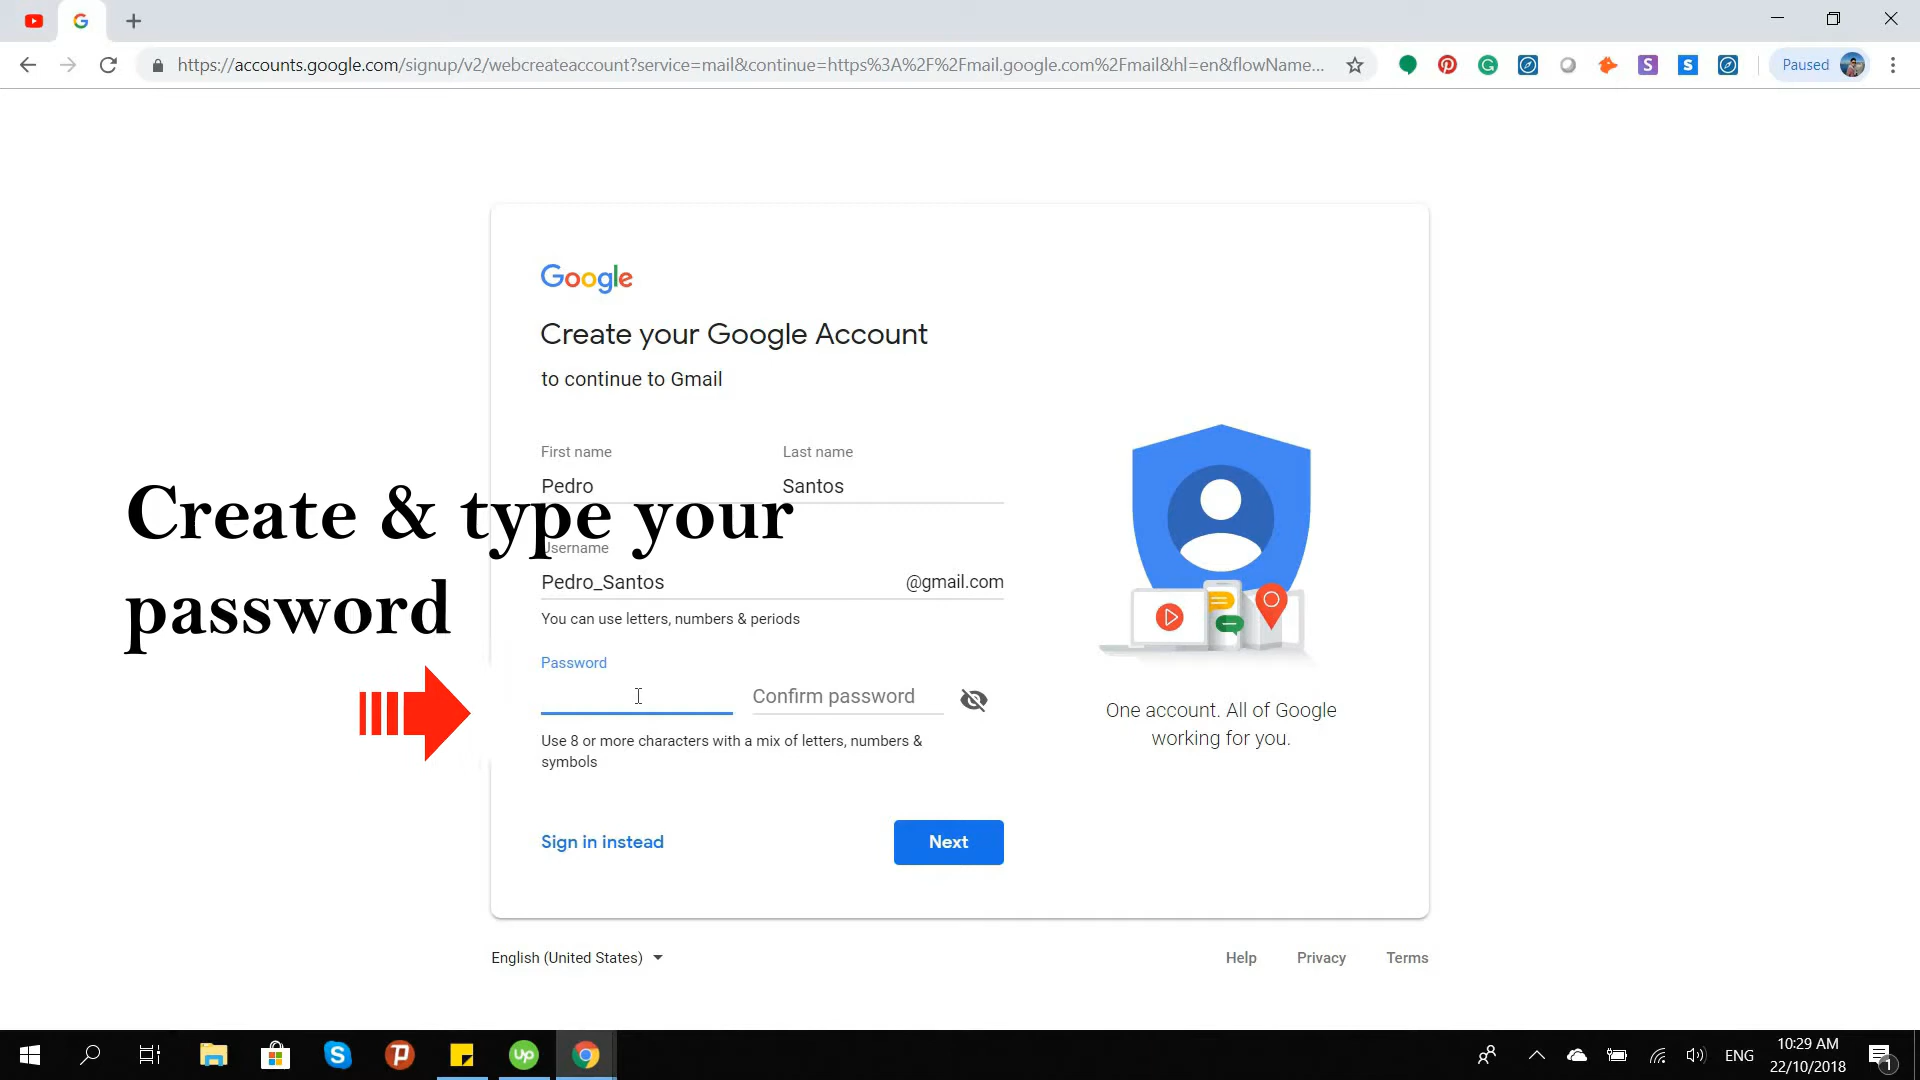 https://accounts.google.com/signup/v2/webcreateaccount?service=mail&continue=https%3A%2F%2Fmail.google.com%2Fmail&hl=en&flowName...
Paused
Google
Create your Google Account
to continue to Gmail
First name
Last name
Pedro
Santos
Create & type your
password
Username
Pedro_Santos
@gmail.com
You can use letters, numbers & periods
Password
Confirm password
Use 8 or more characters with a mix of letters, numbers &
symbols
One account. All of Google
working for you.
Sign in instead
Next
English (United States)
Help
Privacy
Terms
up
ENG
10:29 AM
22/10/2018
1